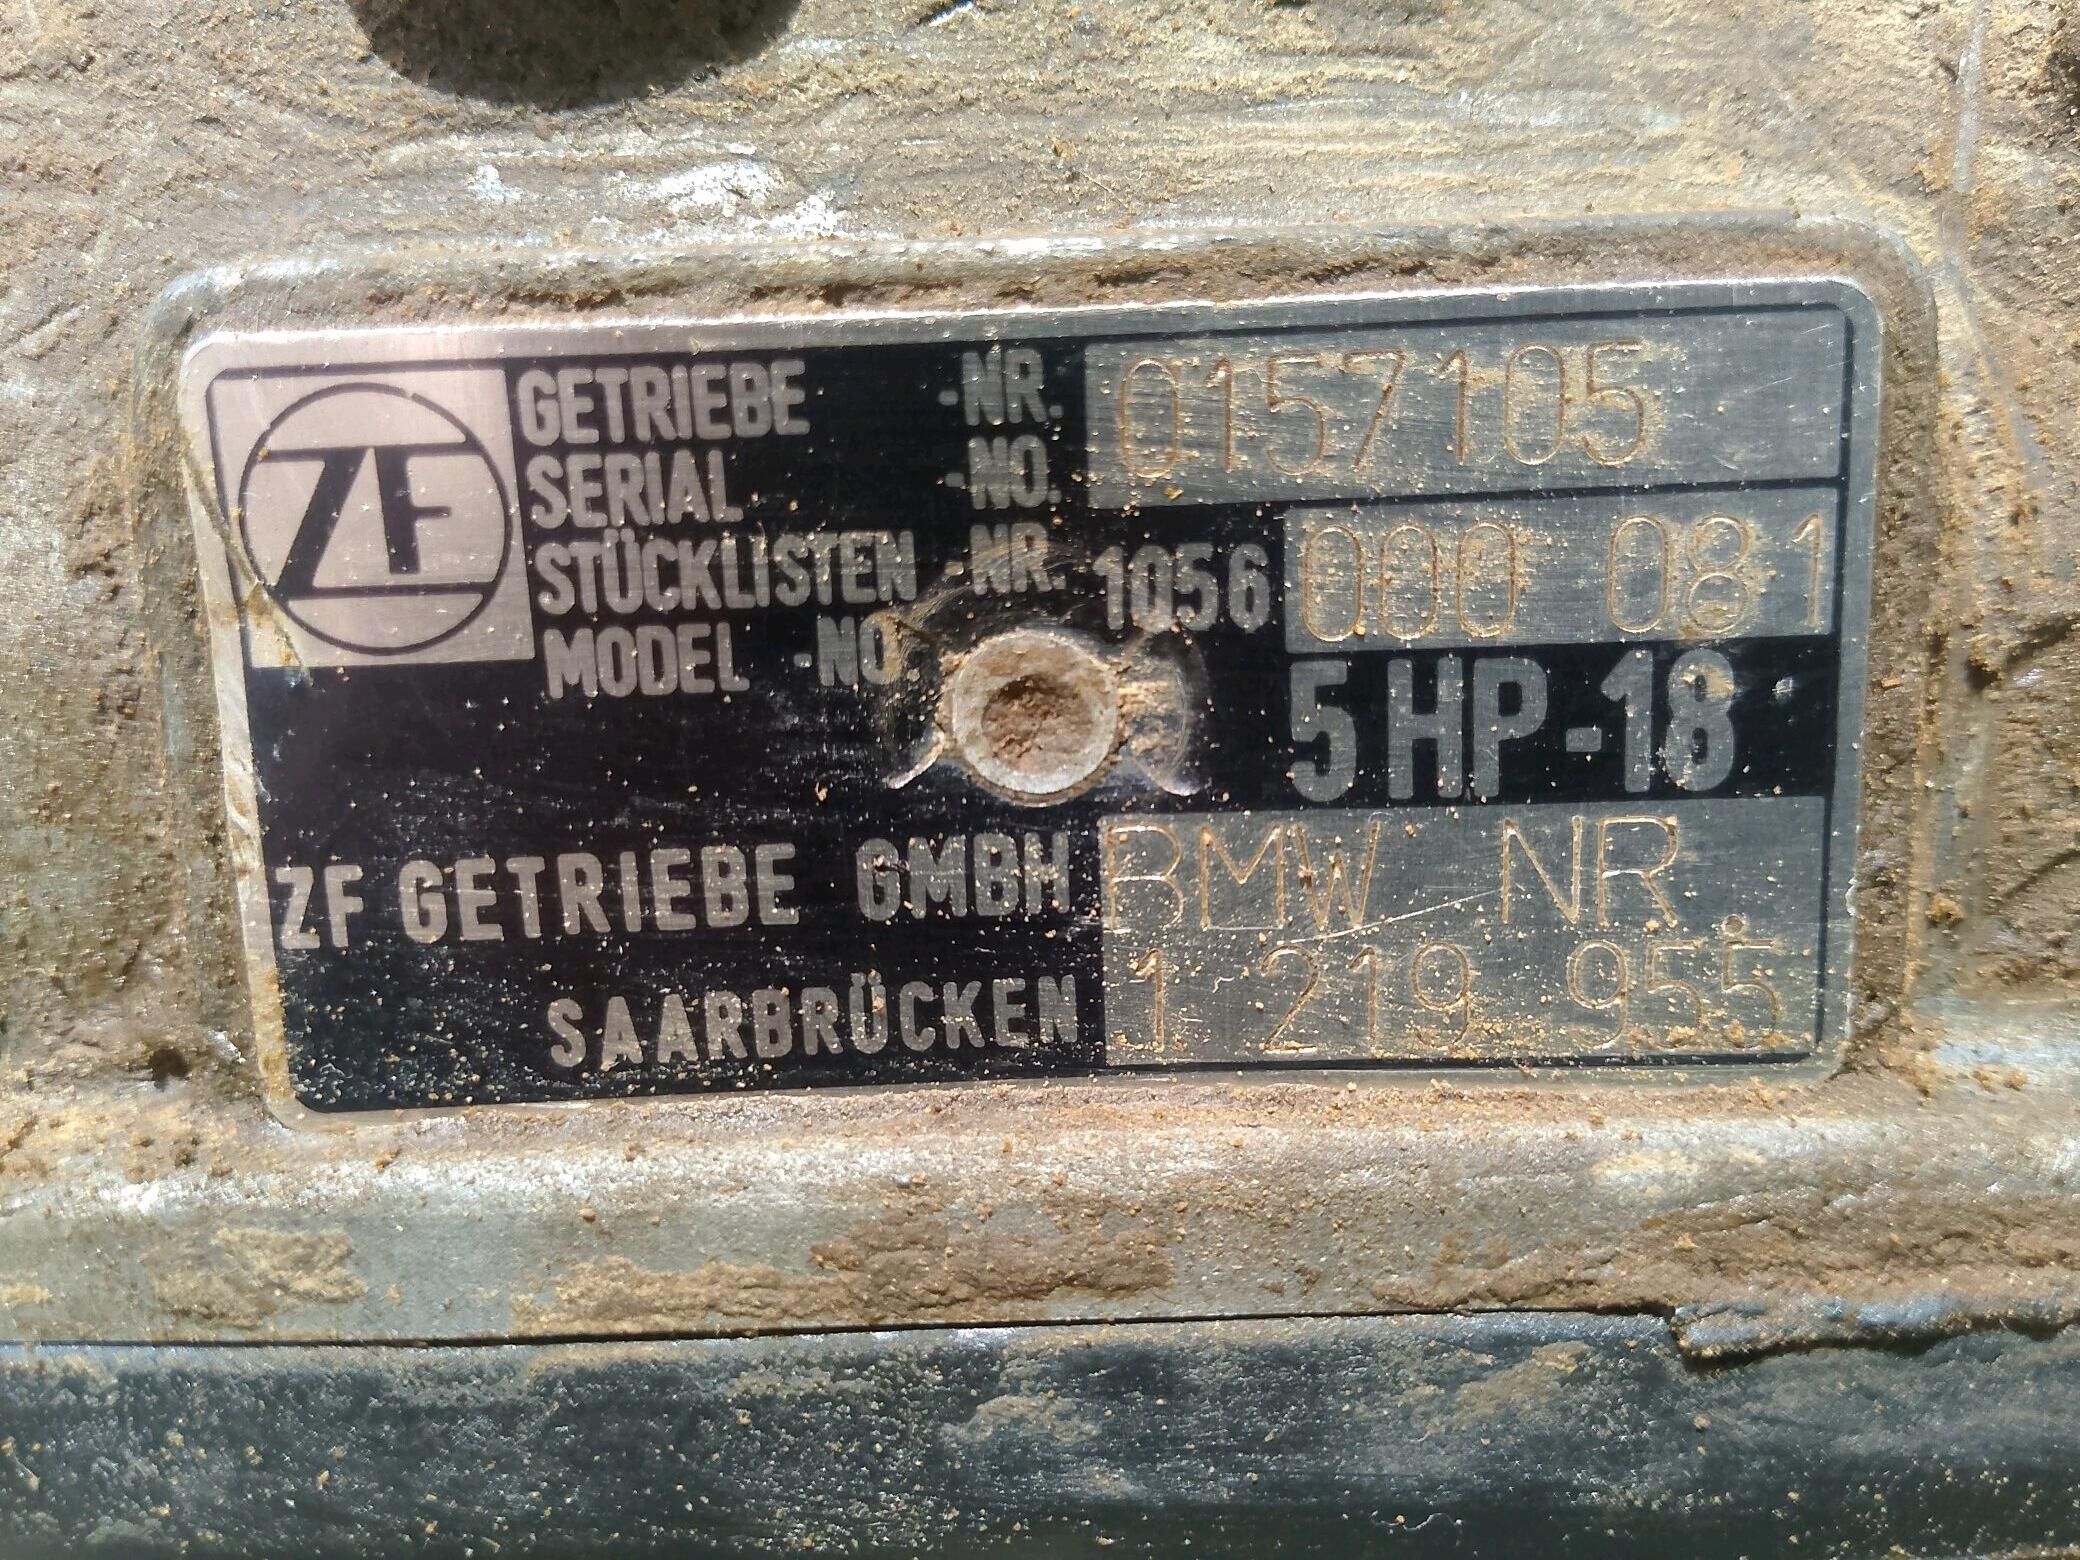 ZF
GETRIEBE -NR. 0157105
SERIAL -NO.
STÜCKLISTEN -NR. 1056 000 081
MODEL -NO. 5 HP-18
ZF GETRIEBE GMBH BMW NR.
SAARBRÜCKEN 1 219 955